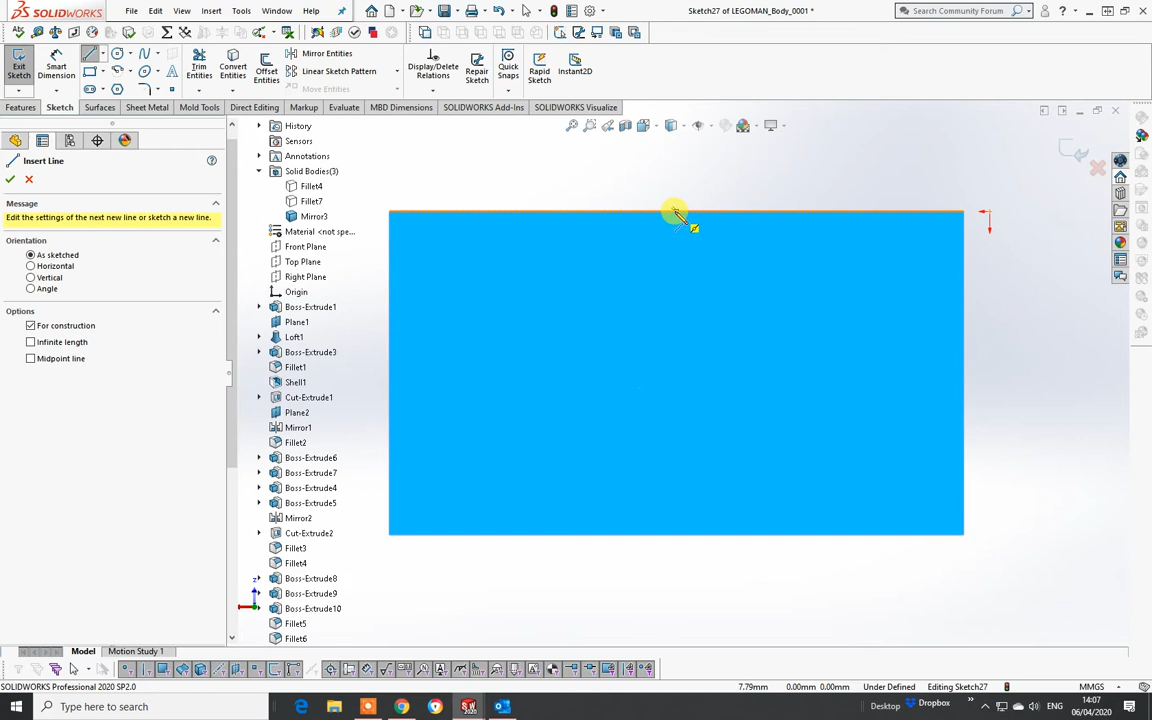 SOLIDWORKS File Edit View Insert Tools Window Sketch27 of LEGOMAN_Body_0001 * Search Community Forum
Exit Sketch
Smart Dimension
Trim Entities
Convert Entities
Offset Entities
Mirror Entities
Linear Sketch Pattern
Move Entities
Display/Delete Relations
Repair Sketch
Quick Snaps
Rapid Sketch
Instant2D
Features Sketch Surfaces Sheet Metal Mold Tools Direct Editing Markup Evaluate MBD Dimensions SOLIDWORKS Add-Ins SOLIDWORKS Visualize
Insert Line
Message
Edit the settings of the next new line or sketch a new line.
Orientation
As sketched
Horizontal
Vertical
Angle
Options
For construction
Infinite length
Midpoint line
History
Sensors
Annotations
Solid Bodies(3)
Fillet4
Fillet7
Mirror3
Material <not spe...
Front Plane
Top Plane
Right Plane
Origin
Boss-Extrude1
Plane1
Loft1
Boss-Extrude3
Fillet1
Shell1
Cut-Extrude1
Plane2
Mirror1
Fillet2
Boss-Extrude6
Boss-Extrude7
Boss-Extrude4
Boss-Extrude5
Mirror2
Cut-Extrude2
Fillet3
Fillet4
Boss-Extrude8
Boss-Extrude9
Boss-Extrude10
Fillet5
Fillet6
Model Motion Study 1
SOLIDWORKS Professional 2020 SP2.0 7.79mm 0.00mm 0.00mm Under Defined Editing Sketch27 MMGS
Type here to search Desktop Dropbox ENG 14:07
06/04/2020